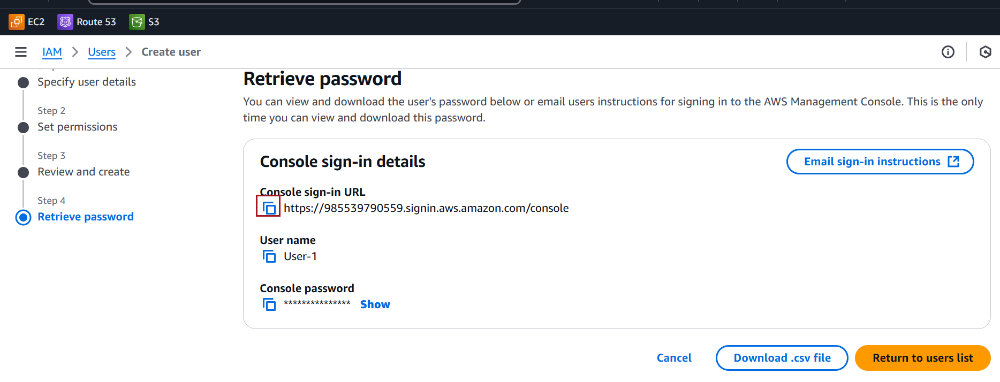 EC2 Route 53 S3
IAM Users Create user
Specify user details
Step 2
Set permissions
Step 3
Review and create
Step 4
Retrieve password
Retrieve password
You can view and download the user's password below or email users instructions for signing in to the AWS Management Console. This is the only
time you can view and download this password.
Console sign-in details
Email sign-in instructions
Console sign-in URL
https://985539790559.signin.aws.amazon.com/console
User name
User-1
Console password
*************** Show
Cancel
Download .csv file
Return to users list